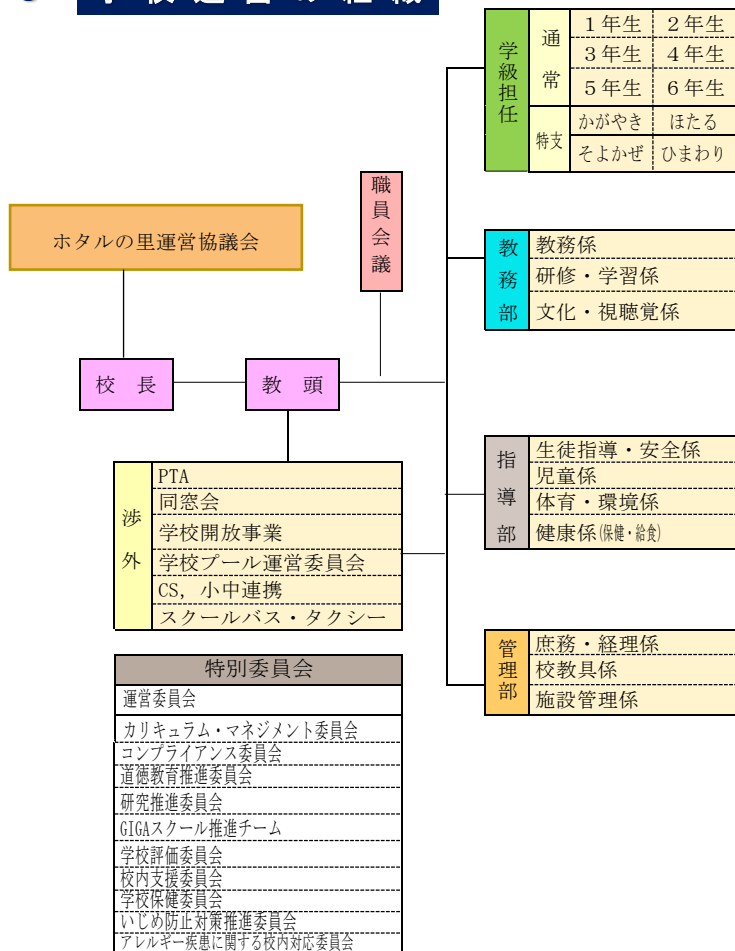 学校運営の組織
学級担任
通常
1年生 2年生
3年生 4年生
5年生 6年生
特支
かがやき ほたる
そよかぜ ひまわり
職員会議
ホタルの里運営協議会
教務部
教務係
研修・学習係
文化・視聴覚係
校長
教頭
指導部
生徒指導・安全係
児童係
体育・環境係
健康係(保健・給食)
渉外
PTA
同窓会
学校開放事業
学校プール運営委員会
CS, 小中連携
スクールバス・タクシー
管理部
庶務・経理係
校教具係
施設管理係
特別委員会
運営委員会
カリキュラム・マネジメント委員会
コンプライアンス委員会
道徳教育推進委員会
研究推進委員会
GIGAスクール推進チーム
学校評価委員会
校内支援委員会
学校保健委員会
いじめ防止対策推進委員会
アレルギー疾患に関する校内対応委員会